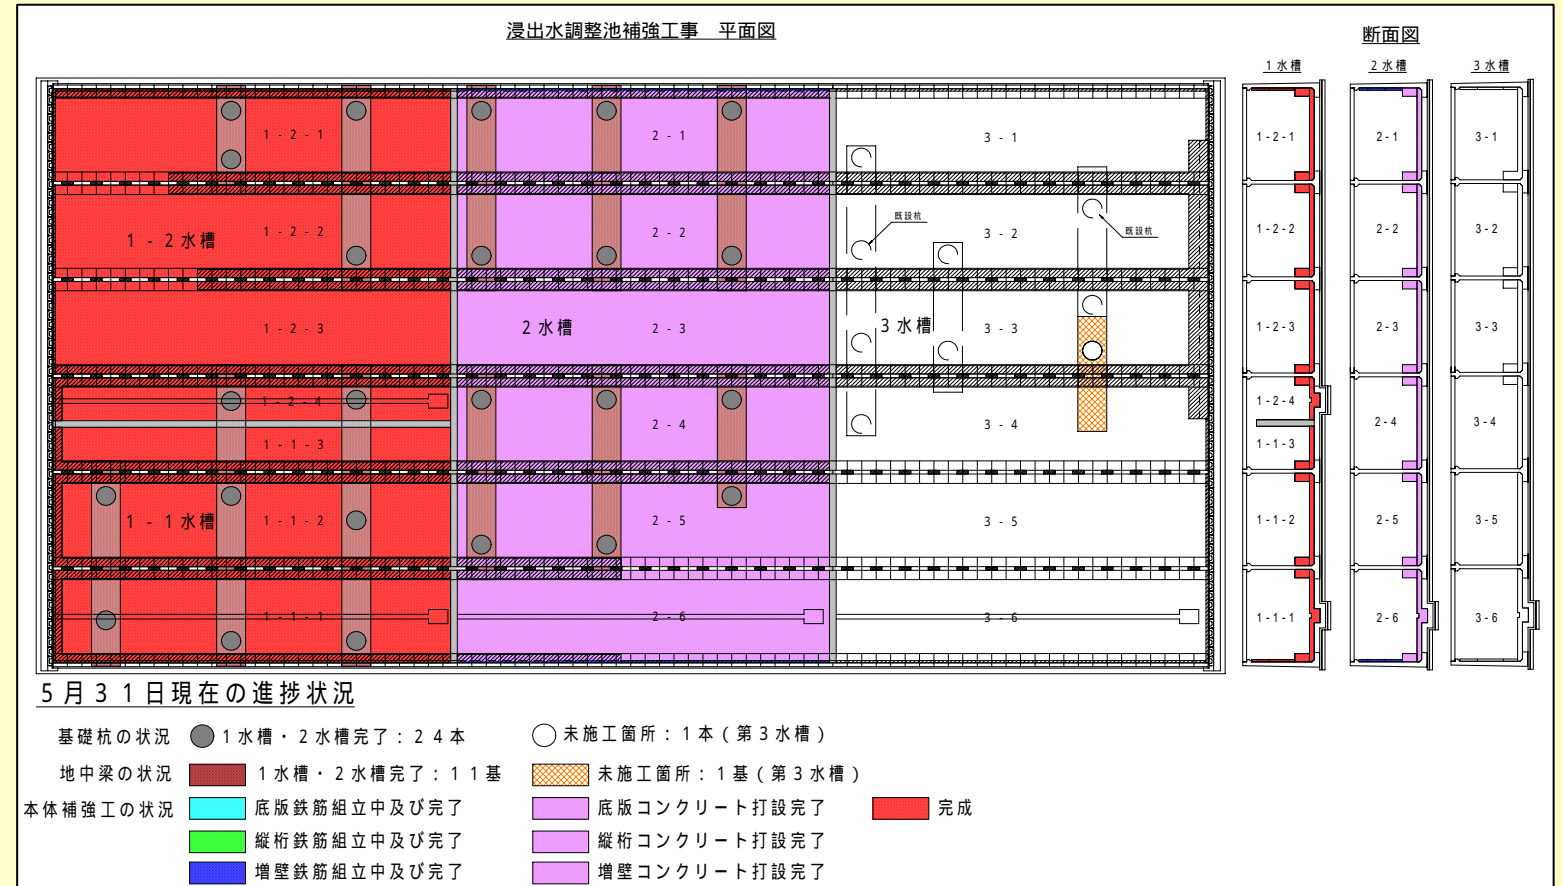 浸出水調整池補強工事　平面図
断面図
1水槽
2水槽
3水槽
1-2-1
2-1
3-1
1-2-1
2-1
3-1
既設杭
既設杭
1-2水槽
1-2-2
2-2
3-2
1-2-2
2-2
3-2
1-2-3
2水槽
2-3
3水槽
3-3
1-2-3
2-3
3-3
1-2-4
2-4
3-4
1-2-4
2-4
3-4
1-1-3
1-1-3
1-1水槽
1-1-2
2-5
3-5
1-1-2
2-5
3-5
1-1-1
2-6
3-6
1-1-1
2-6
3-6
5月31日現在の進捗状況
基礎杭の状況 1水槽・2水槽完了：24本 未施工箇所：1本(第3水槽)
地中梁の状況 1水槽・2水槽完了：11基 未施工箇所：1基(第3水槽)
本体補強工の状況 底版鉄筋組立中及び完了 底版コンクリート打設完了 完成
縦桁鉄筋組立中及び完了 縦桁コンクリート打設完了
増壁鉄筋組立中及び完了 増壁コンクリート打設完了